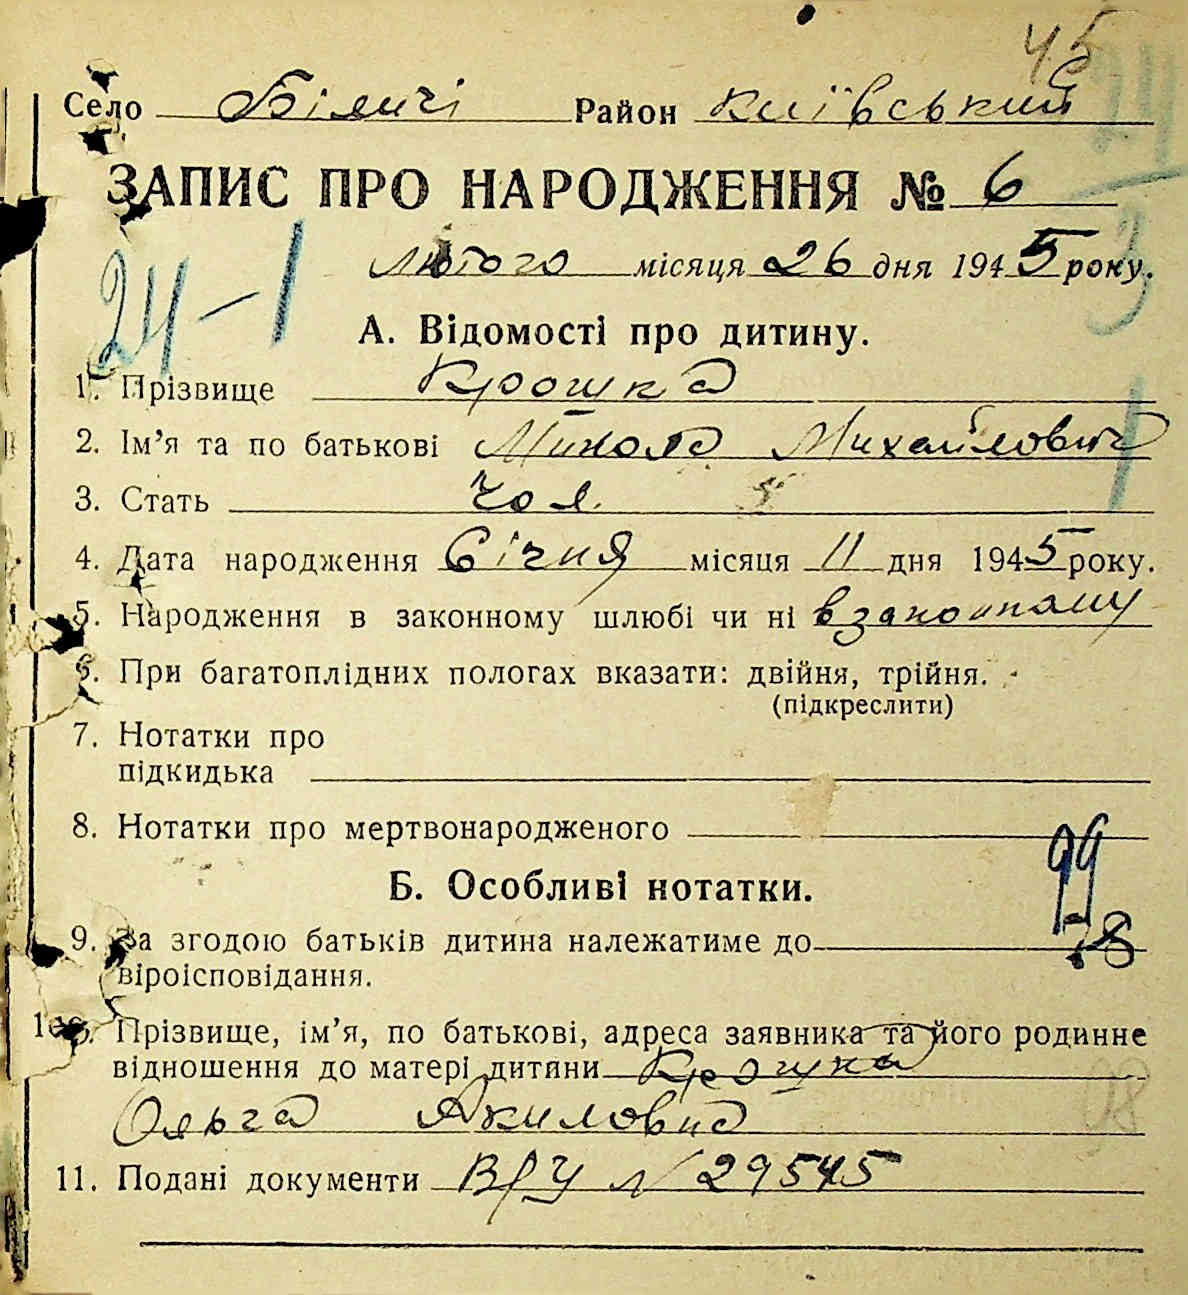 45
Село Біличі Район Київський
ЗАПИС ПРО НАРОДЖЕННЯ № 6
Лютого місяця 26 дня 1945 року.
24-1
А. Відомості про дитину.
1. Прізвище Крошка
2. Ім’я та по батькові Микола Михайлович
3. Стать Чол.
4. Дата народження Січня місяця 11 дня 1945 року.
5. Народження в законному шлюбі чи ні в законному
6. При багатоплідних пологах вказати: двійня, трійня.
(підкреслити)
7. Нотатки про
підкидька
8. Нотатки про мертвонародженого
99
Б. Особливі нотатки.
9. За згодою батьків дитина належатиме до 78
віроісповідання.
10. Прізвище, ім’я, по батькові, адреса заявника та його родинне
відношення до матері дитини Крошка
Ольга Якиловна
11. Подані документи ВРУ № 29545